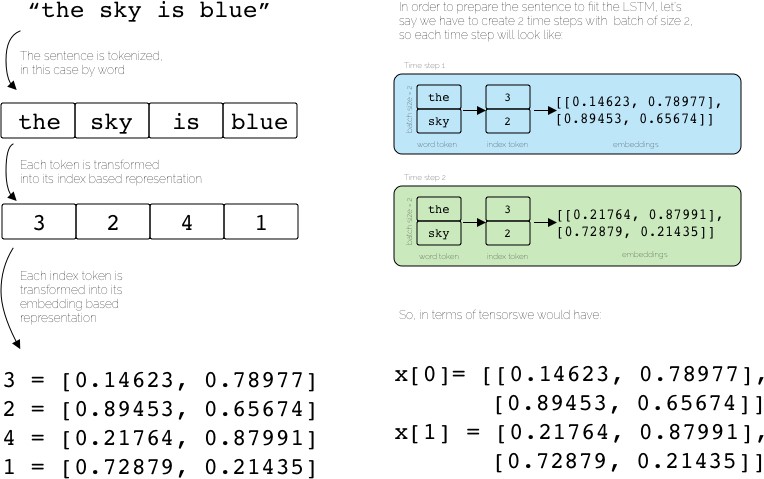 “the sky is blue”
The sentence is tokenized,
in this case by word
the sky is blue
Each token is transformed
into its index based representation
3 2 4 1
Each index token is
transformed into its
embedding based
representation
3 = [0.14623, 0.78977]
2 = [0.89453, 0.65674]
4 = [0.21764, 0.87991]
1 = [0.72879, 0.21435]
In order to prepare the sentence to fiit the LSTM, let's
say we have to create 2 time steps with batch of size 2,
so each time step will look like:
Time step 1
batch size = 2
the 3 [[0.14623, 0.78977],
sky 2 [0.89453, 0.65674]]
word token index token embeddings
Time step 2
batch size = 2
the 3 [[0.21764, 0.87991],
sky 2 [0.72879, 0.21435]]
word token index token embeddings
So, in terms of tensorswe would have:
x[0]= [[0.14623, 0.78977],
[0.89453, 0.65674]]
x[1] = [0.21764, 0.87991],
[0.72879, 0.21435]]